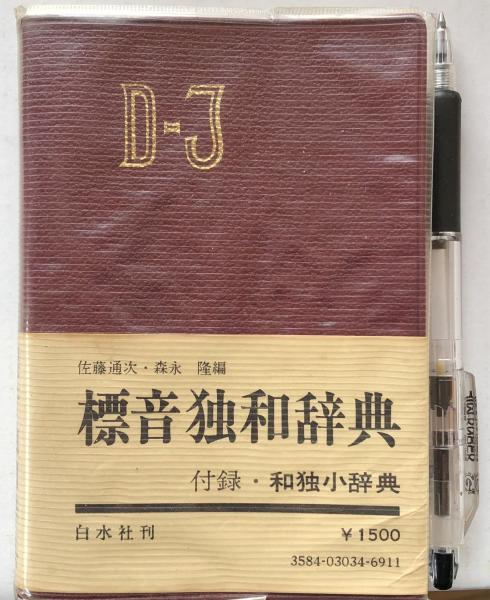 D-J
佐藤通次・森永 隆編
標音独和辞典
付録・和独小辞典
白水社刊
￥1500
3584-03034-6911